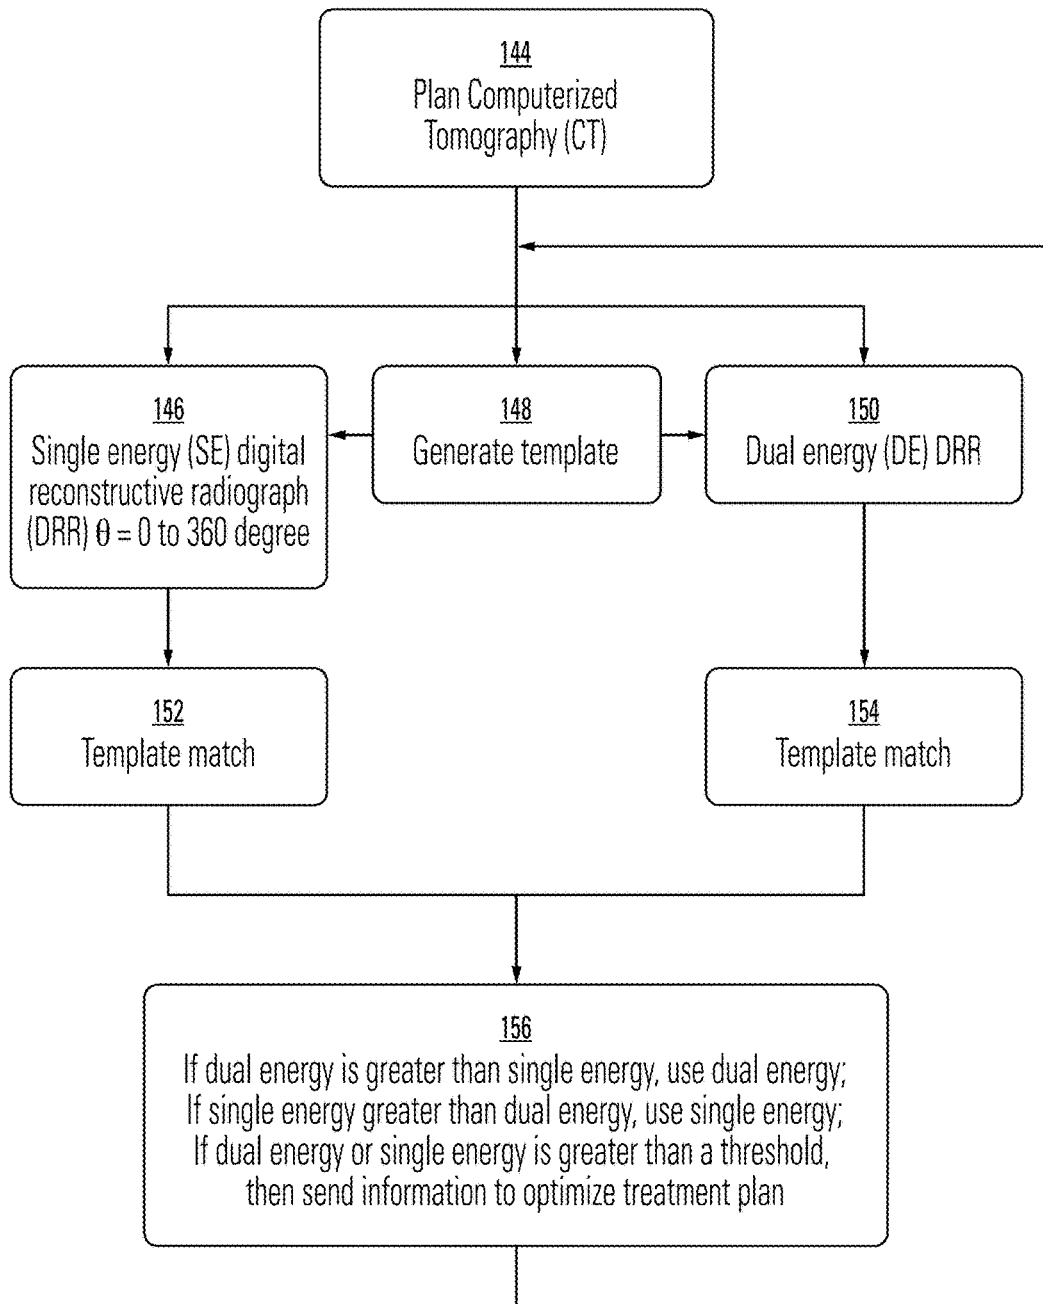 144
Plan Computerized
Tomography (CT)
146
Single energy (SE) digital
reconstructive radiograph
(DRR) θ = 0 to 360 degree
148
Generate template
150
Dual energy (DE) DRR
152
Template match
154
Template match
156
If dual energy is greater than single energy, use dual energy;
If single energy greater than dual energy, use single energy;
If dual energy or single energy is greater than a threshold,
then send information to optimize treatment plan